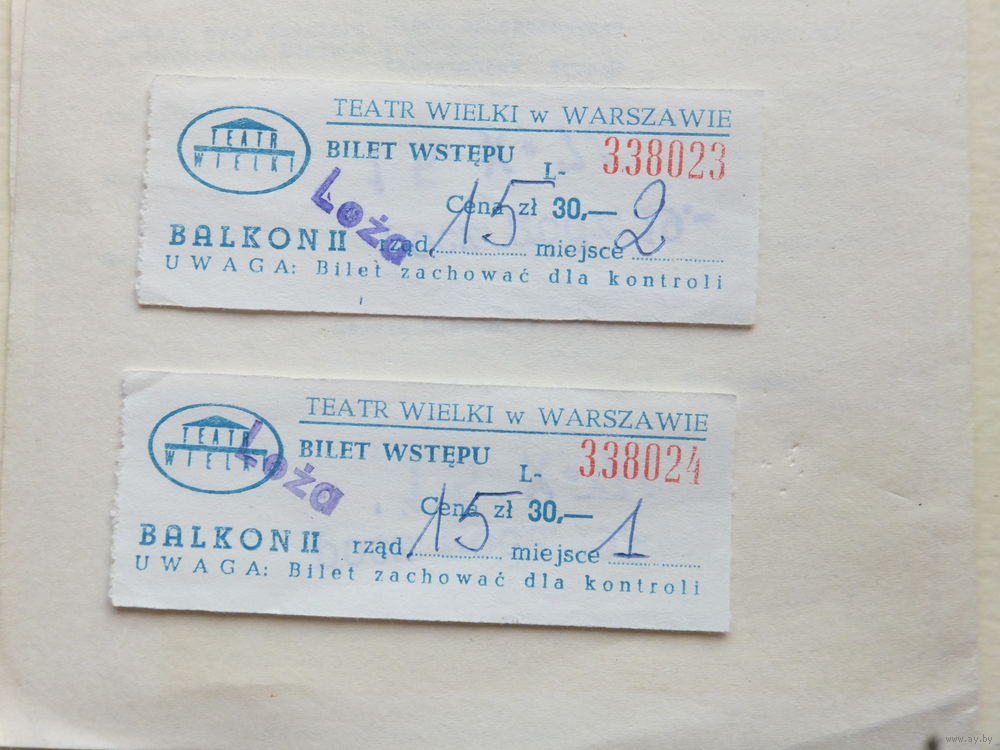 TEATR WIELKI w WARSZAWIE
TEATR
WIELKI
BILET WSTĘPU
L- 338023
Loża
Cena zł 30,—
BALKON II rząd 15 miejsce 2
UWAGA: Bilet zachować dla kontroli
TEATR WIELKI w WARSZAWIE
TEATR
WIELKI
BILET WSTĘPU
L- 338024
Loża
Cena zł 30,—
BALKON II rząd 15 miejsce 1
UWAGA: Bilet zachować dla kontroli
www.ay.by